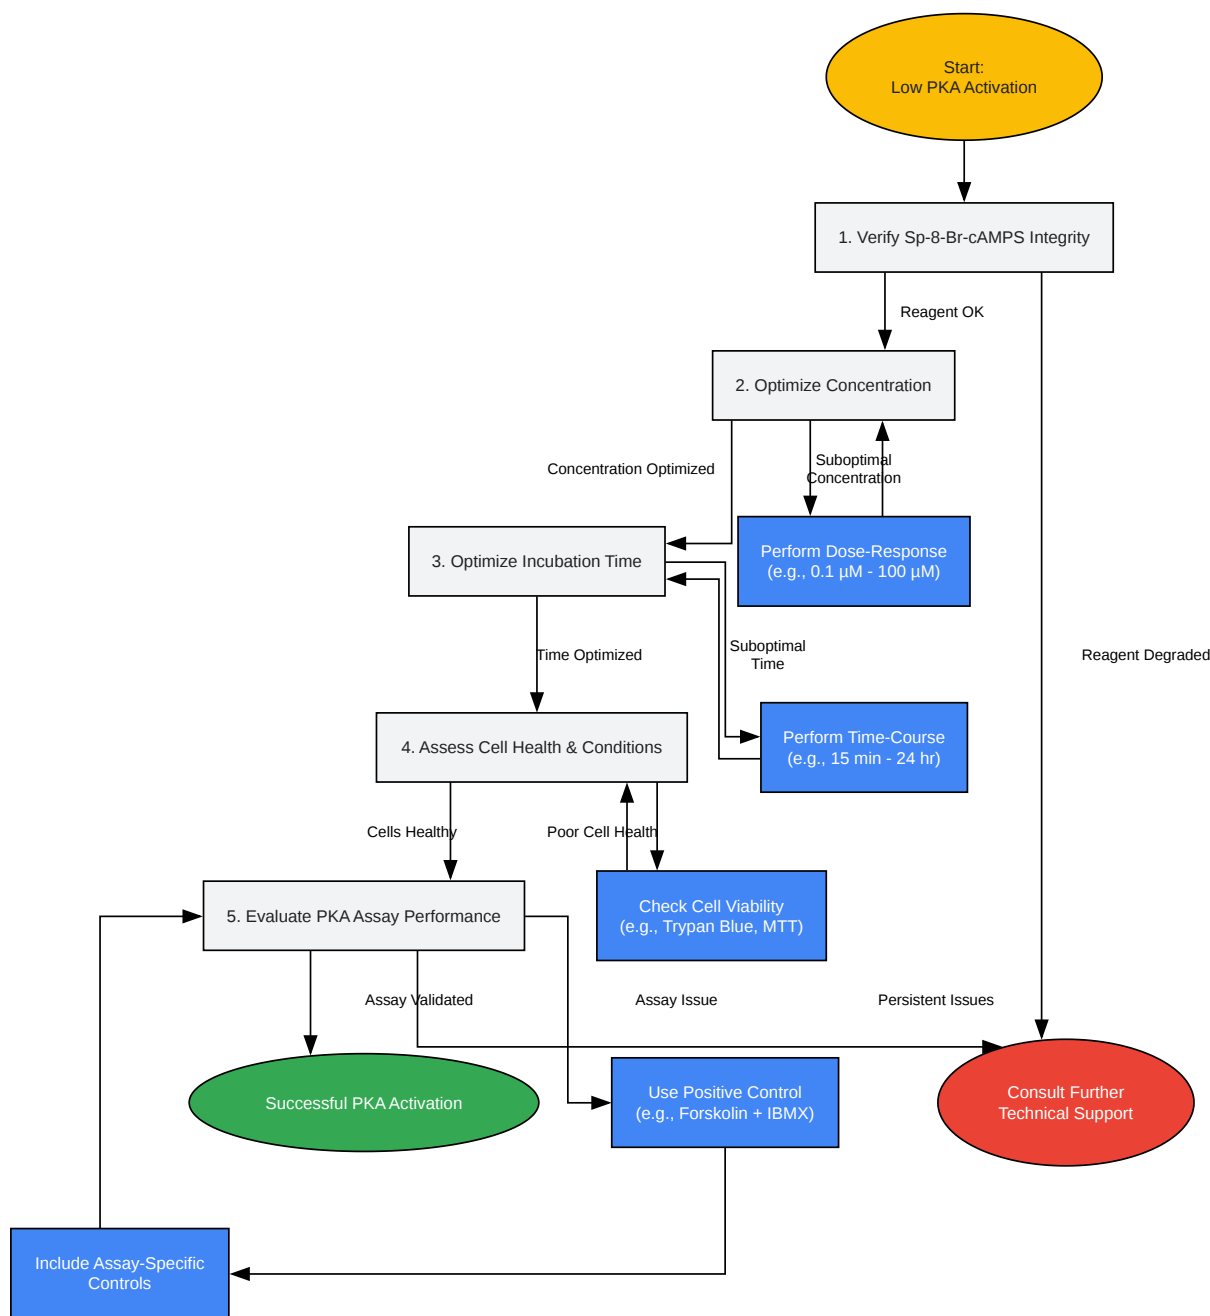 Start:
Low PKA Activation
1. Verify Sp-8-Br-cAMPS Integrity
Reagent OK
2. Optimize Concentration
Concentration Optimized
Suboptimal
Concentration
3. Optimize Incubation Time
Perform Dose-Response
(e.g., 0.1 µM - 100 µM)
Time Optimized
Suboptimal
Time
Reagent Degraded
4. Assess Cell Health & Conditions
Perform Time-Course
(e.g., 15 min - 24 hr)
Cells Healthy
Poor Cell Health
5. Evaluate PKA Assay Performance
Check Cell Viability
(e.g., Trypan Blue, MTT)
Assay Validated
Assay Issue
Persistent Issues
Successful PKA Activation
Use Positive Control
(e.g., Forskolin + IBMX)
Consult Further
Technical Support
Include Assay-Specific
Controls